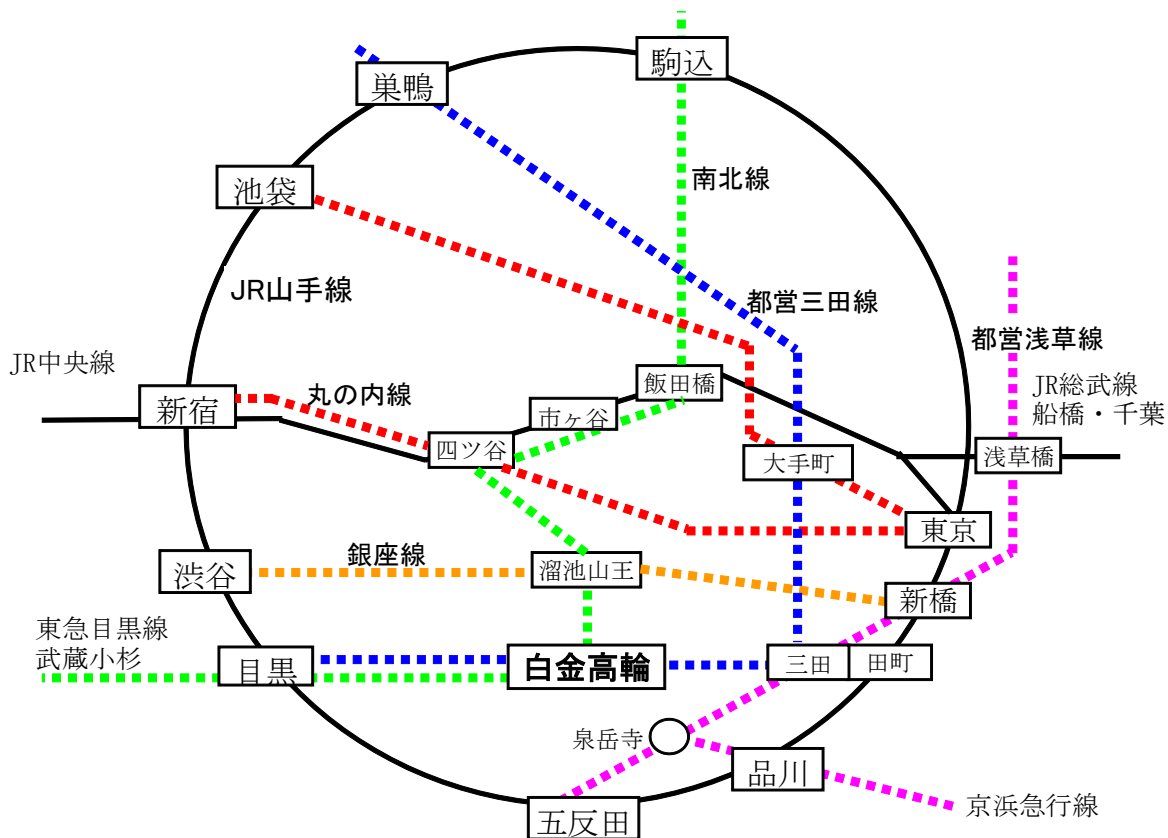 駒込
巣鴨
池袋
南北線
JR山手線
都営三田線
都営浅草線
JR中央線
丸の内線
飯田橋
JR総武線
船橋・千葉
新宿
市ヶ谷
四ツ谷
大手町
浅草橋
東京
銀座線
渋谷
溜池山王
新橋
東急目黒線
武蔵小杉
目黒
白金高輪
三田
田町
泉岳寺
品川
京浜急行線
五反田